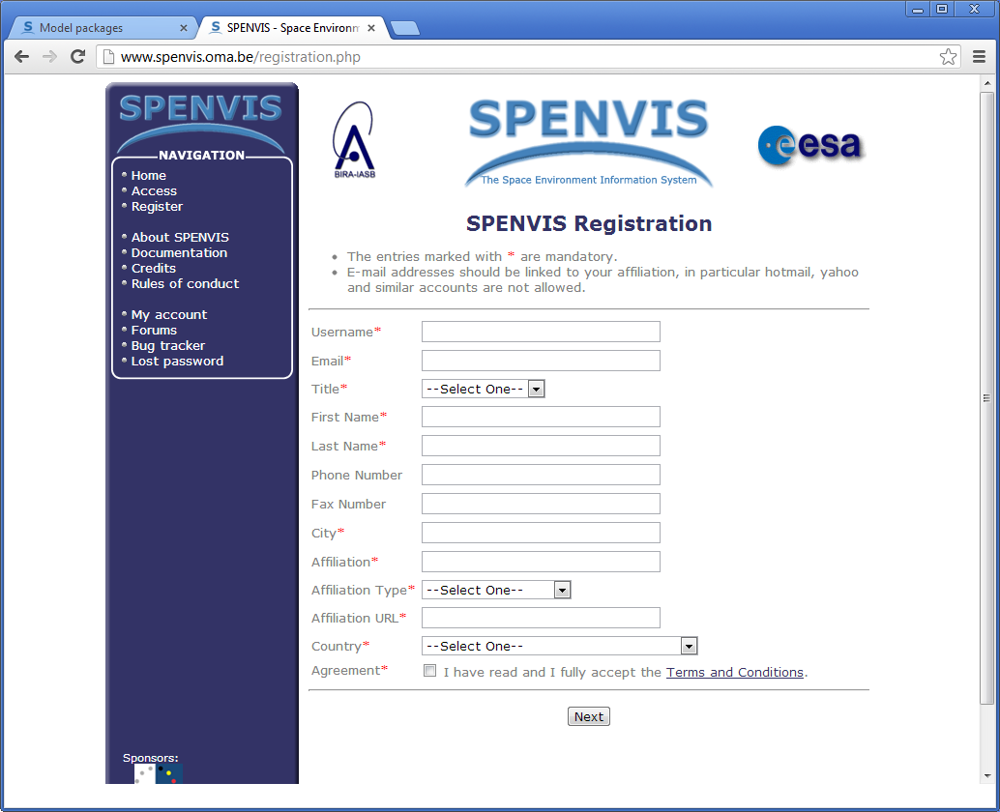 Model packages
SPENVIS - Space Environm
www.spenvis.oma.be/registration.php
SPENVIS
NAVIGATION
Home
Access
Register
About SPENVIS
Documentation
Credits
Rules of conduct
My account
Forums
Bug tracker
Lost password
Sponsors:
BIRA-IASB
SPENVIS
The Space Environment Information System
esa
SPENVIS Registration
The entries marked with * are mandatory.
E-mail addresses should be linked to your affiliation, in particular hotmail, yahoo
and similar accounts are not allowed.
Username*
Email*
Title* --Select One--
First Name*
Last Name*
Phone Number
Fax Number
City*
Affiliation*
Affiliation Type* --Select One--
Affiliation URL*
Country* --Select One--
Agreement* I have read and I fully accept the Terms and Conditions.
Next